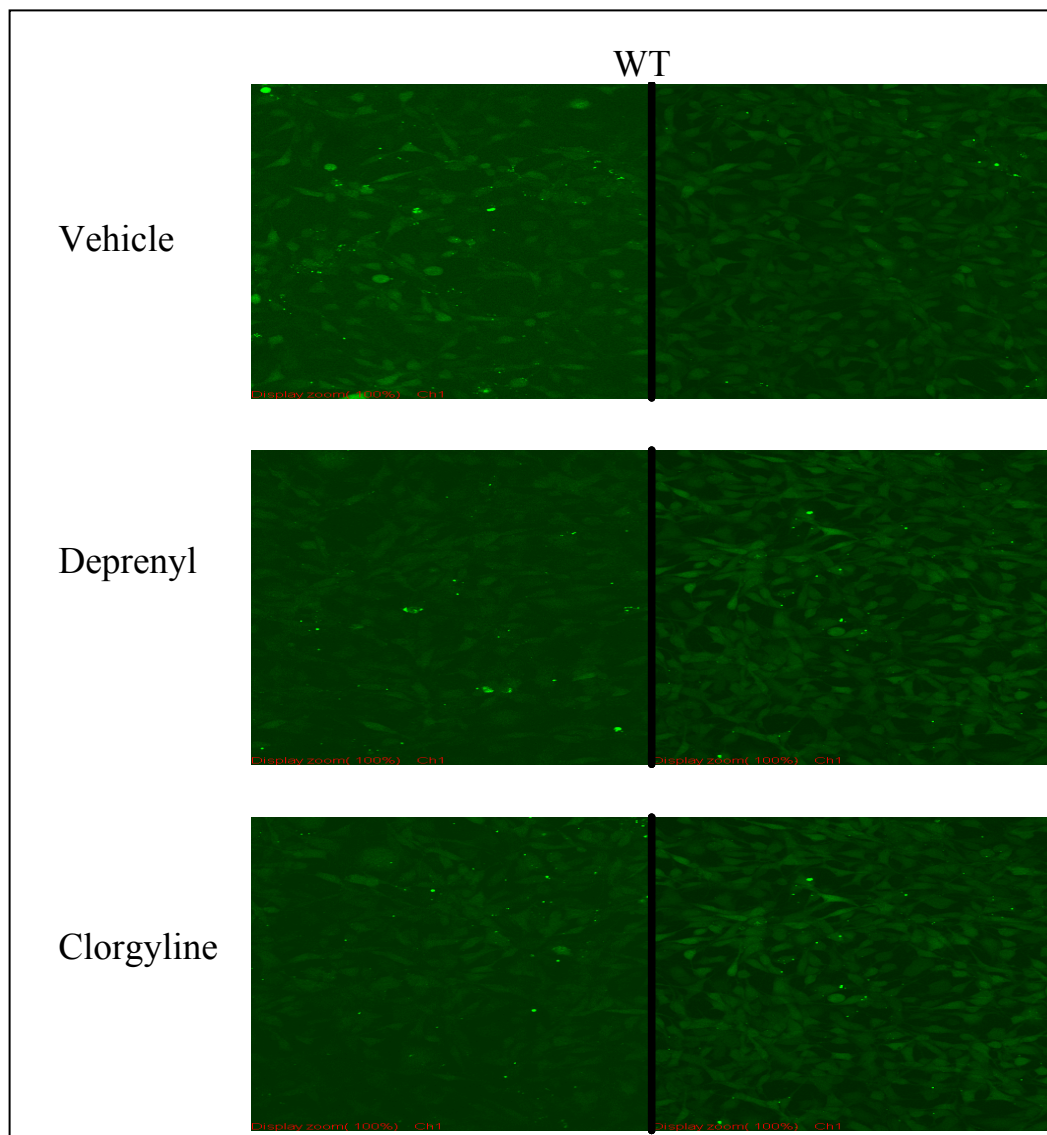 WT
Vehicle
Display zoom( 100%) Ch1
Deprenyl
Display zoom( 100%) Ch1
Display zoom( 100%) Ch1
Clorgyline
Display zoom( 100%) Ch1
Display zoom( 100%) Ch1